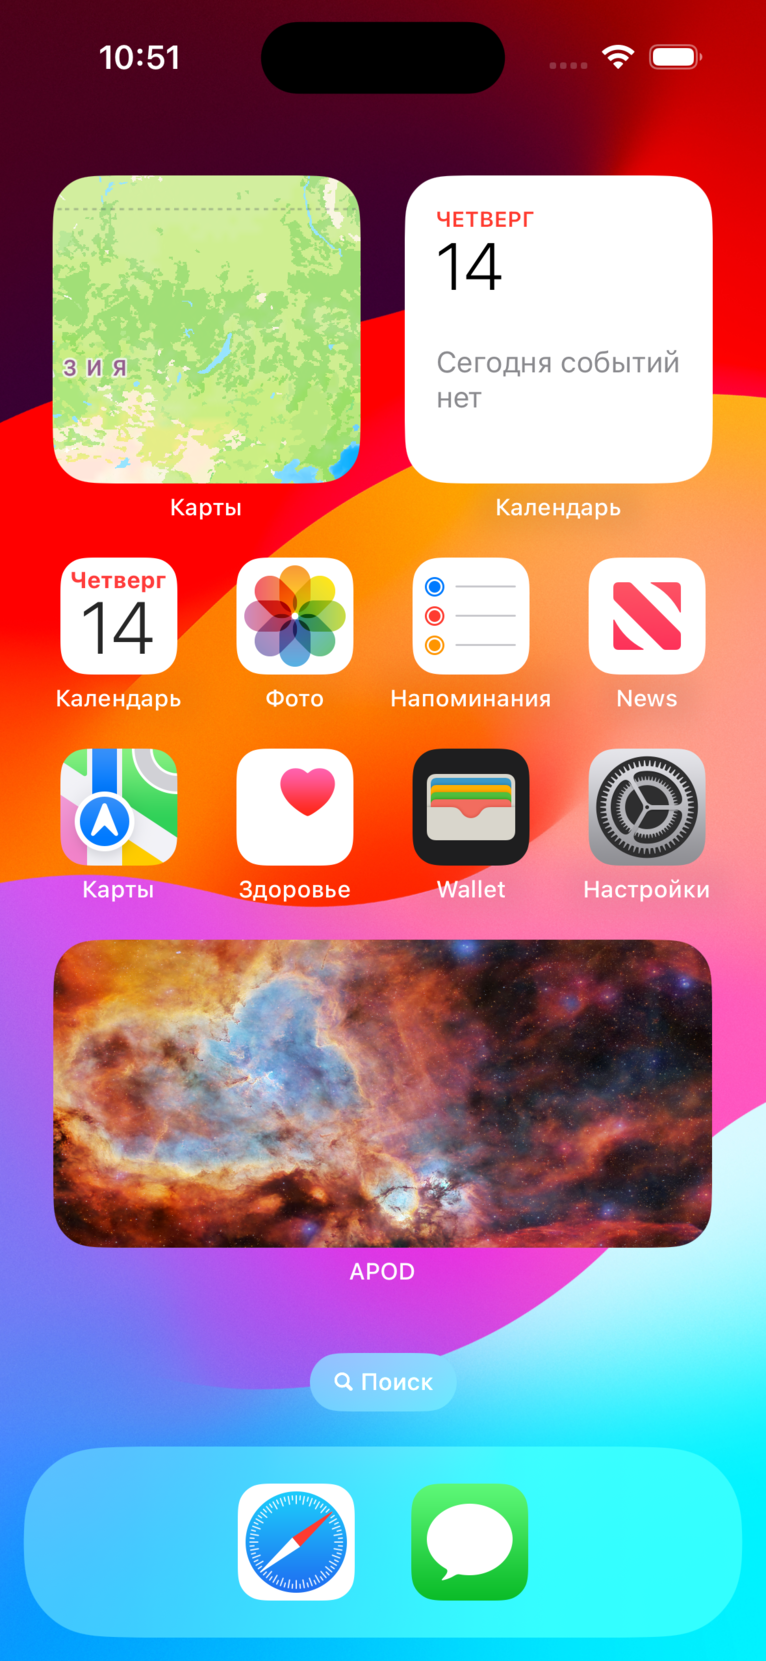 10:51
ЗИЯ
ЧЕТВЕРГ
14
Сегодня событий
нет
Карты
Календарь
Четверг
14
Календарь
Фото
Напоминания
News
Карты
Здоровье
Wallet
Настройки
APOD
Поиск